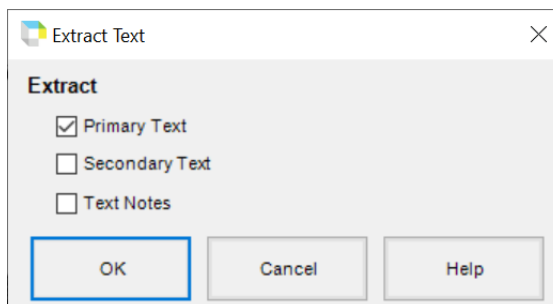 Extract Text
Extract
Primary Text
Secondary Text
Text Notes
OK Cancel Help